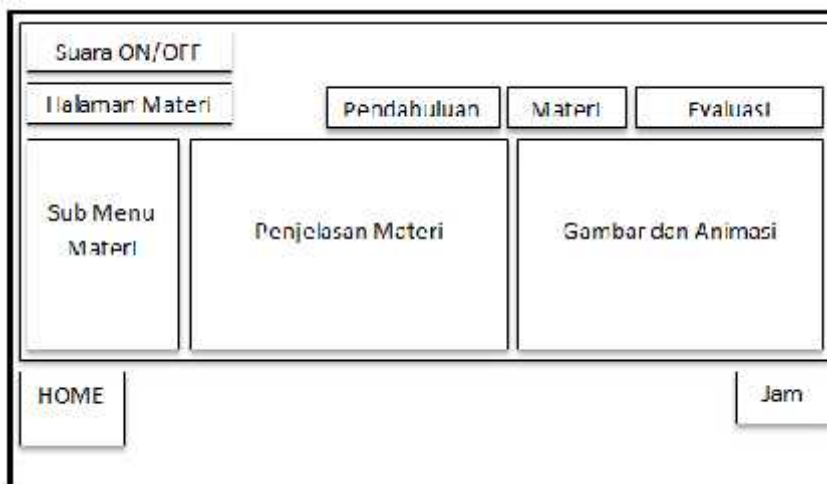 Suara ON/OFF
Halaman Materi
Pendahuluan
Materi
Evaluasi
Sub Menu
Materi
Penjelasan Materi
Gambar dan Animasi
HOME
Jam